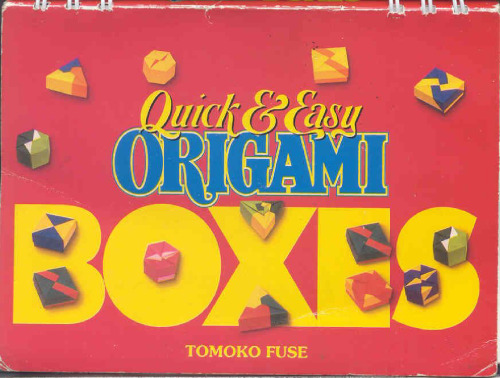 Quick & Easy
ORIGAMI
BOXES
TOMOKO FUSE